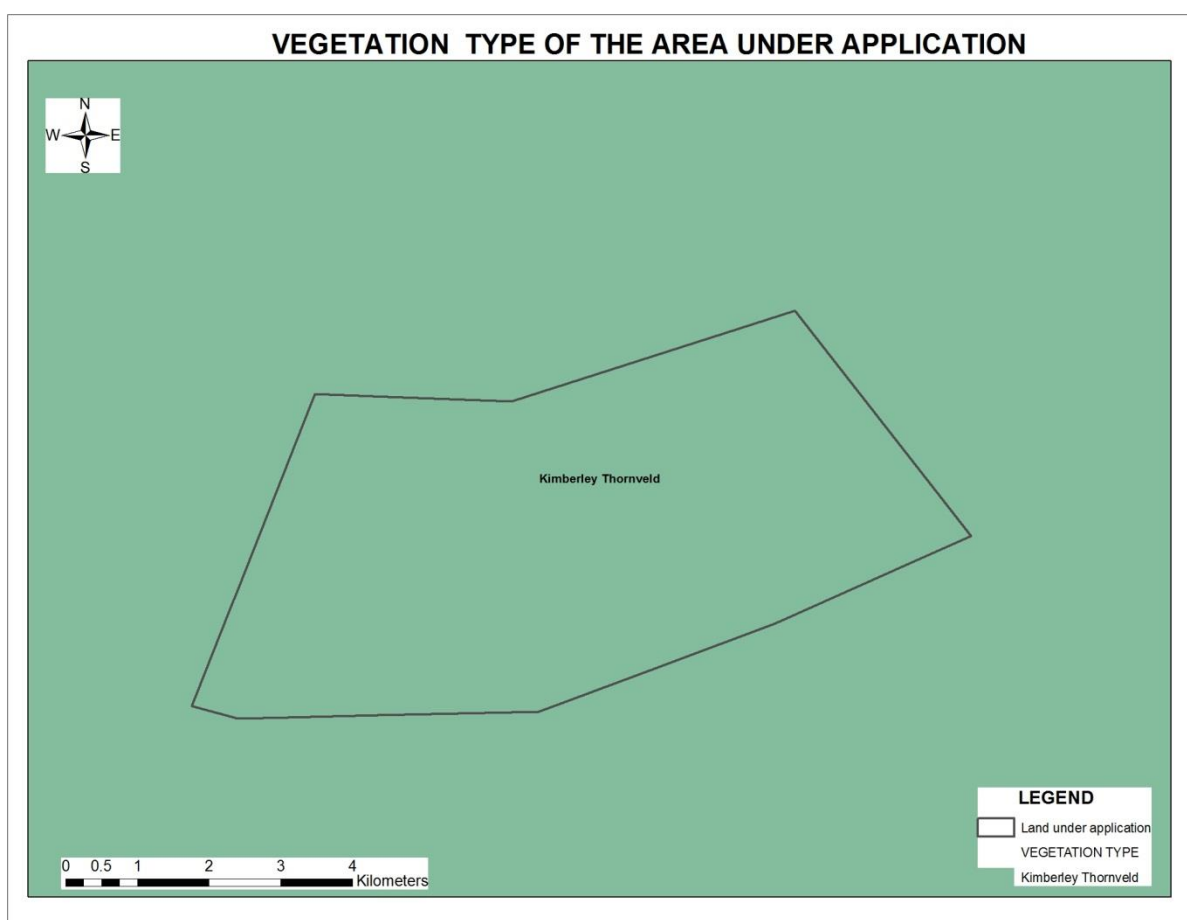 VEGETATION TYPE OF THE AREA UNDER APPLICATION
N
W E
S
Kimberley Thornveld
LEGEND
Land under application
VEGETATION TYPE
Kimberley Thornveld
0 0.5 1 2 3 4
Kilometers